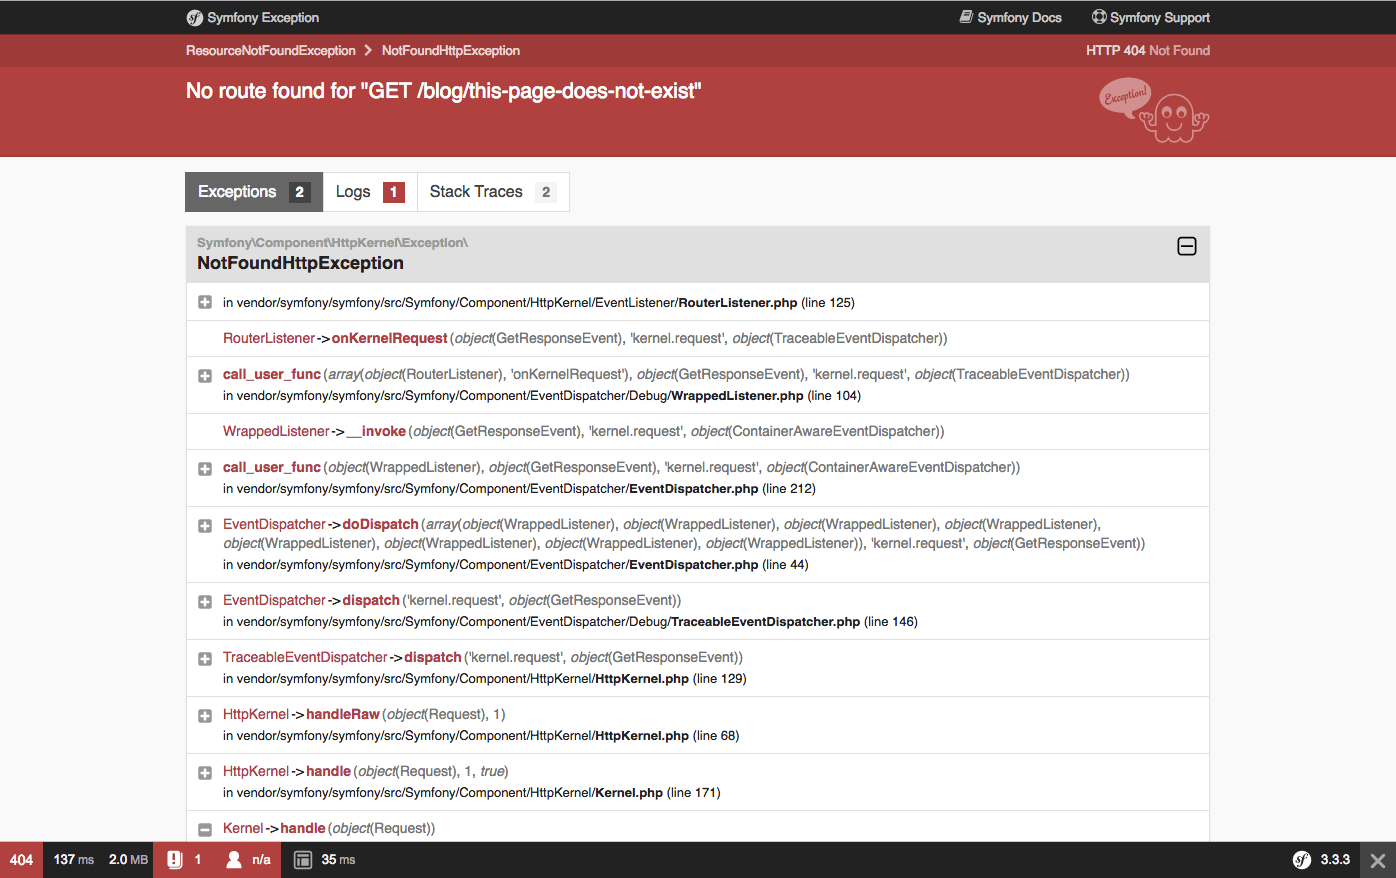 sf Symfony Exception
Symfony Docs
Symfony Support
ResourceNotFoundException
NotFoundHttpException
HTTP 404 Not Found
No route found for "GET /blog/this-page-does-not-exist"
Exception!
Exceptions 2
Logs 1
Stack Traces 2
Symfony\Component\HttpKernel\Exception\
NotFoundHttpException
in vendor/symfony/symfony/src/Symfony/Component/HttpKernel/EventListener/RouterListener.php (line 125)
RouterListener->onKernelRequest(object(GetResponseEvent), 'kernel.request', object(TraceableEventDispatcher))
call_user_func(array(object(RouterListener), 'onKernelRequest'), object(GetResponseEvent), 'kernel.request', object(TraceableEventDispatcher))
in vendor/symfony/symfony/src/Symfony/Component/EventDispatcher/Debug/WrappedListener.php (line 104)
WrappedListener->__invoke(object(GetResponseEvent), 'kernel.request', object(ContainerAwareEventDispatcher))
call_user_func(object(WrappedListener), object(GetResponseEvent), 'kernel.request', object(ContainerAwareEventDispatcher))
in vendor/symfony/symfony/src/Symfony/Component/EventDispatcher/EventDispatcher.php (line 212)
EventDispatcher->doDispatch(array(object(WrappedListener), object(WrappedListener), object(WrappedListener), object(WrappedListener),
object(WrappedListener), object(WrappedListener), object(WrappedListener), object(WrappedListener)), 'kernel.request', object(GetResponseEvent))
in vendor/symfony/symfony/src/Symfony/Component/EventDispatcher/EventDispatcher.php (line 44)
EventDispatcher->dispatch('kernel.request', object(GetResponseEvent))
in vendor/symfony/symfony/src/Symfony/Component/EventDispatcher/Debug/TraceableEventDispatcher.php (line 146)
TraceableEventDispatcher->dispatch('kernel.request', object(GetResponseEvent))
in vendor/symfony/symfony/src/Symfony/Component/HttpKernel/HttpKernel.php (line 129)
HttpKernel->handleRaw(object(Request), 1)
in vendor/symfony/symfony/src/Symfony/Component/HttpKernel/HttpKernel.php (line 68)
HttpKernel->handle(object(Request), 1, true)
in vendor/symfony/symfony/src/Symfony/Component/HttpKernel/Kernel.php (line 171)
Kernel->handle(object(Request))
404 137 ms 2.0 MB 1 n/a 35 ms sf 3.3.3